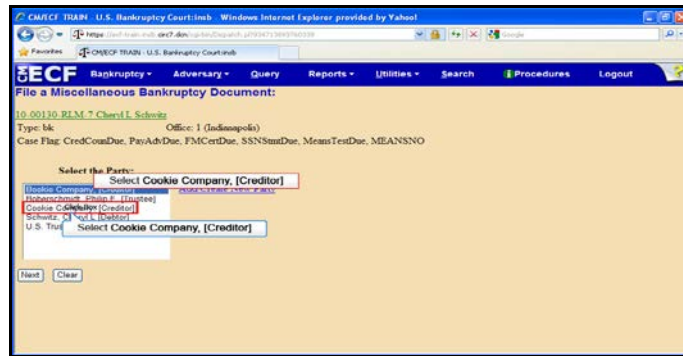 CM/ECF TRAIN - U.S. Bankruptcy Court:insb - Windows Internet Explorer provided by Yahoo!
Google
Favorites CM/ECF TRAIN - U.S. Bankruptcy Court:insb
ECF Bankruptcy Adversary Query Reports Utilities Search Procedures Logout ?
File a Miscellaneous Bankruptcy Document:
10-00130-RLM-7 Cheryl L Schwitz
Type: bk Office: 1 (Indianapolis)
Case Flag: CredCounDue, PayAdvDue, FMCertDue, SSNStmtDue, MeansTestDue, MEANSNO
Select the Party:
Select Cookie Company, [Creditor]
Bookie Company, [Creditor]
Philip F. [Trustee]
Cookie Company, [Creditor]
Schwitz, Cheryl L [Debtor]
U.S. Trus
Select Cookie Company, [Creditor]
Next Clear